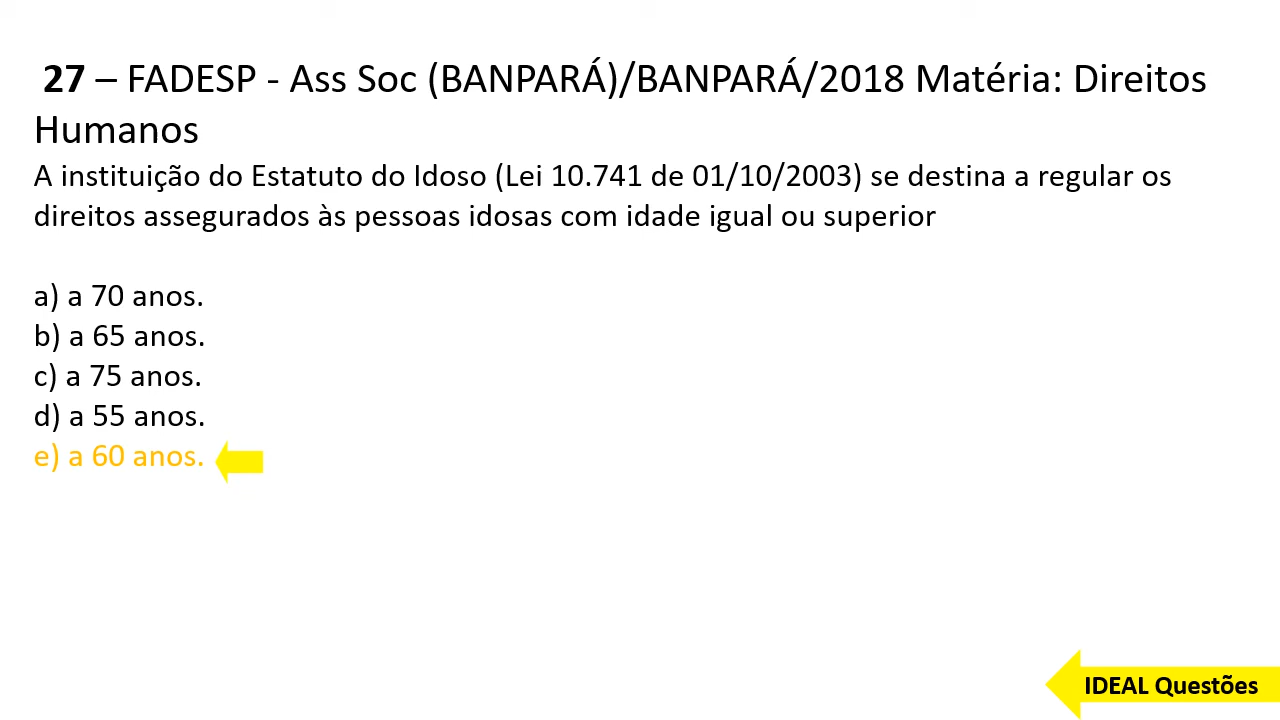 27 – FADESP - Ass Soc (BANPARÁ)/BANPARÁ/2018 Matéria: Direitos
Humanos
A instituição do Estatuto do Idoso (Lei 10.741 de 01/10/2003) se destina a regular os
direitos assegurados às pessoas idosas com idade igual ou superior
a) a 70 anos.
b) a 65 anos.
c) a 75 anos.
d) a 55 anos.
e) a 60 anos.
IDEAL Questões